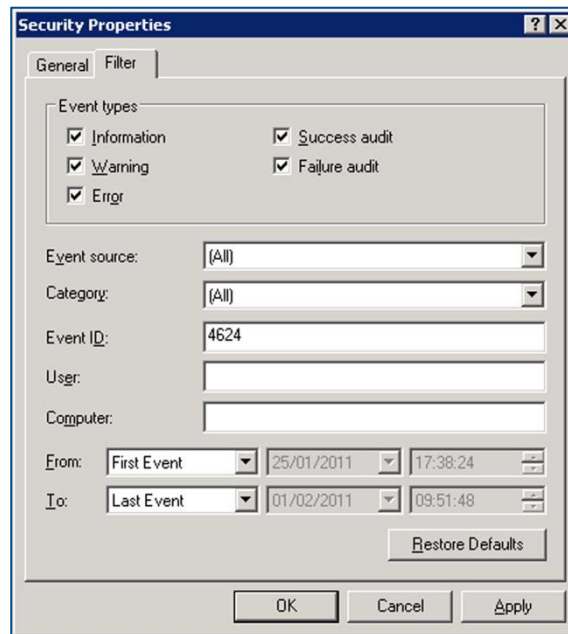 Security Properties
General Filter
Event types
Information Success audit
Warning Failure audit
Error
Event source: (All)
Category: (All)
Event ID: 4624
User:
Computer:
From: First Event 25/01/2011 17:38:24
To: Last Event 01/02/2011 09:51:48
Restore Defaults
OK Cancel Apply